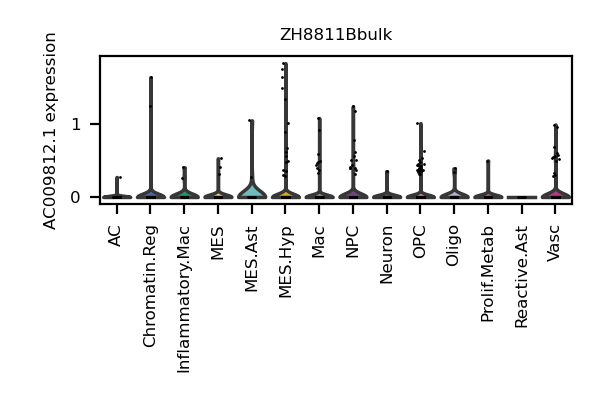 ZH8811Bbulk
AC009812.1 expression
1
0
AC
Chromatin.Reg
Inflammatory.Mac
MES
MES.Ast
MES.Hyp
Mac
NPC
Neuron
OPC
Oligo
Prolif.Metab
Reactive.Ast
Vasc